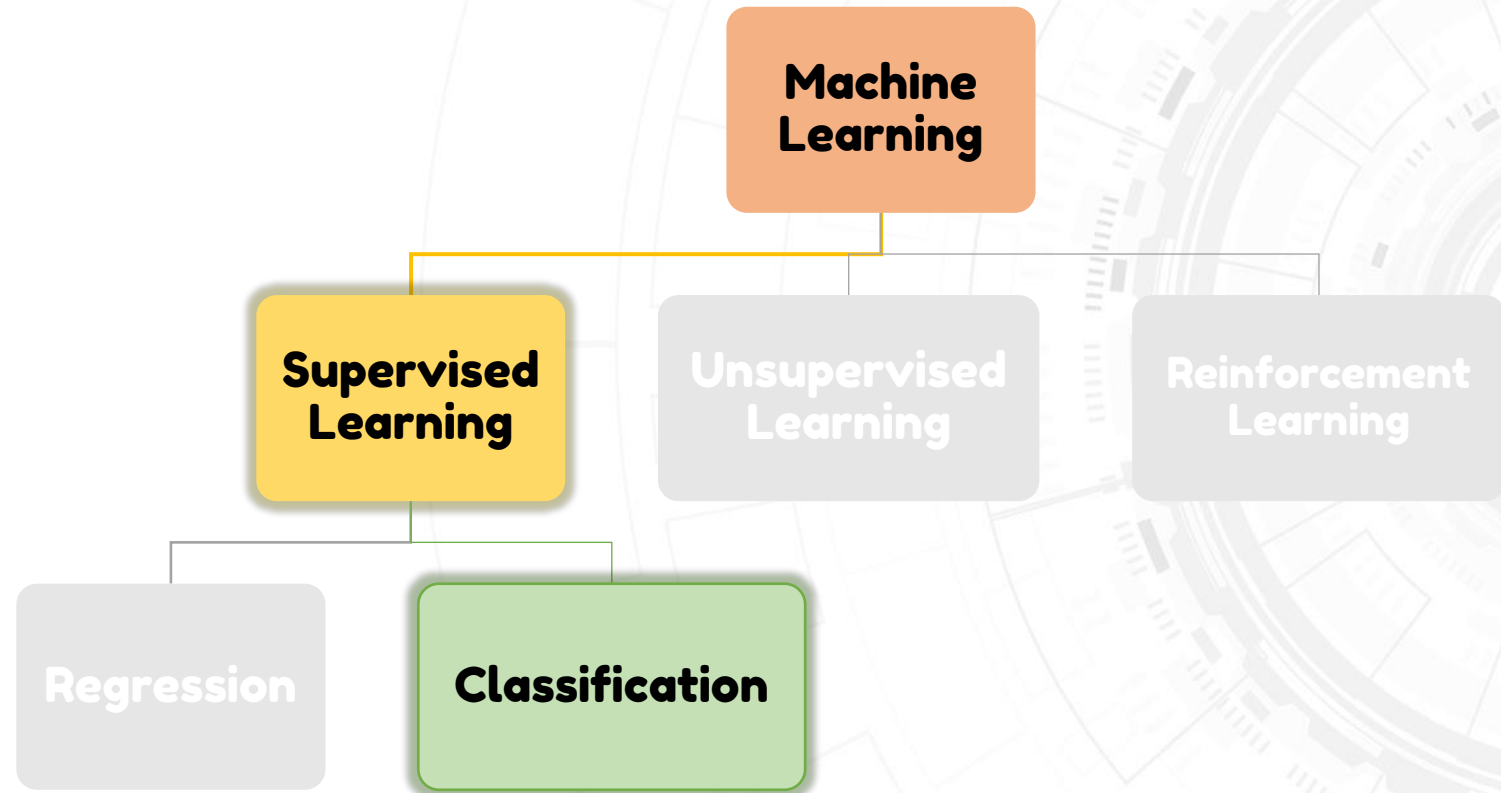 Machine
Learning
Supervised
Learning
Unsupervised
Learning
Reinforcement
Learning
Regression
Classification